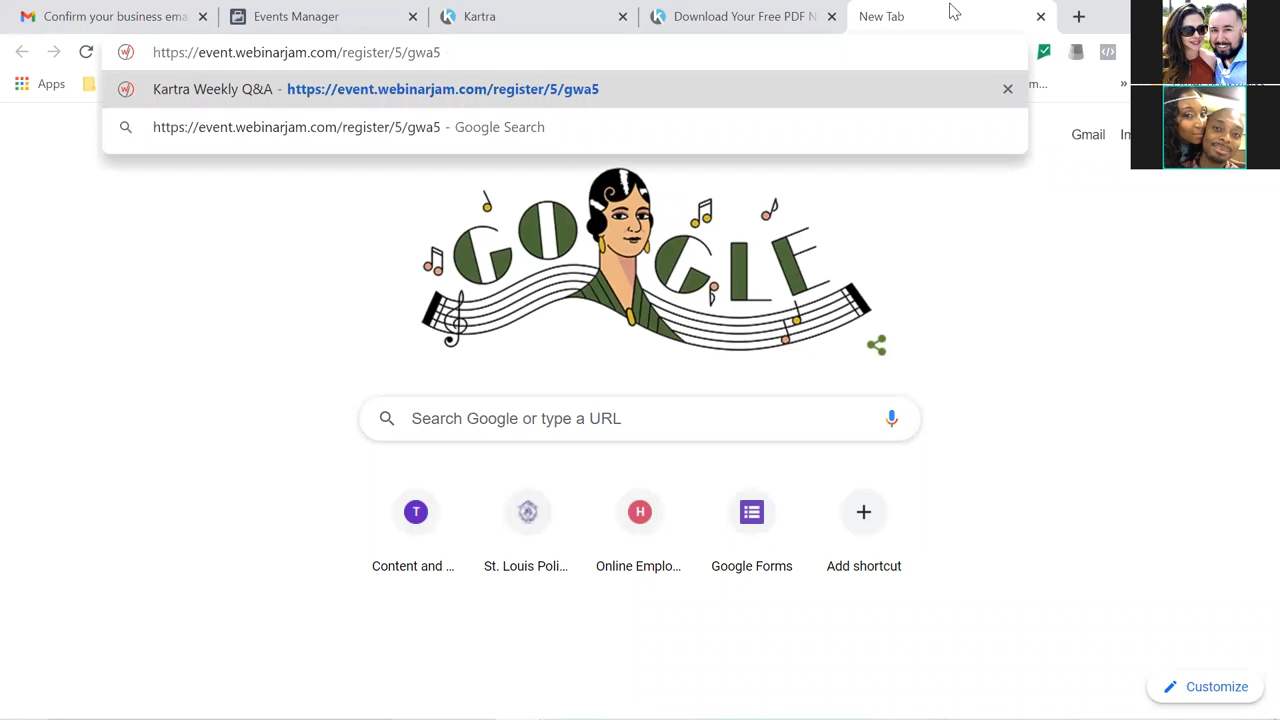 Confirm your business ema
Events Manager
Kartra
Download Your Free PDF N
New Tab
https://event.webinarjam.com/register/5/gwa5
Apps
m...
»
Kartra Weekly Q&A - https://event.webinarjam.com/register/5/gwa5
https://event.webinarjam.com/register/5/gwa5 - Google Search
Gmail
GOOGLE
Search Google or type a URL
T
H
Content and ...
St. Louis Poli...
Online Emplo...
Google Forms
Add shortcut
Customize